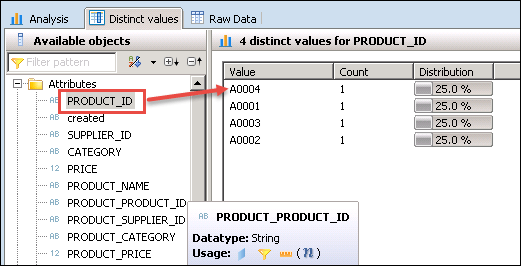 Analysis Distinct values Raw Data
Available objects
Filter pattern
Attributes
AB PRODUCT_ID
AB created
AB SUPPLIER_ID
AB CATEGORY
12 PRICE
AB PRODUCT_NAME
AB PRODUCT_PRODUCT_ID
AB PRODUCT_SUPPLIER_ID
AB PRODUCT_CATEGORY
12 PRODUCT_PRICE
4 distinct values for PRODUCT_ID
Value Count Distribution
A0004 1 25.0 %
A0001 1 25.0 %
A0003 1 25.0 %
A0002 1 25.0 %
AB PRODUCT_PRODUCT_ID
Datatype: String
Usage: